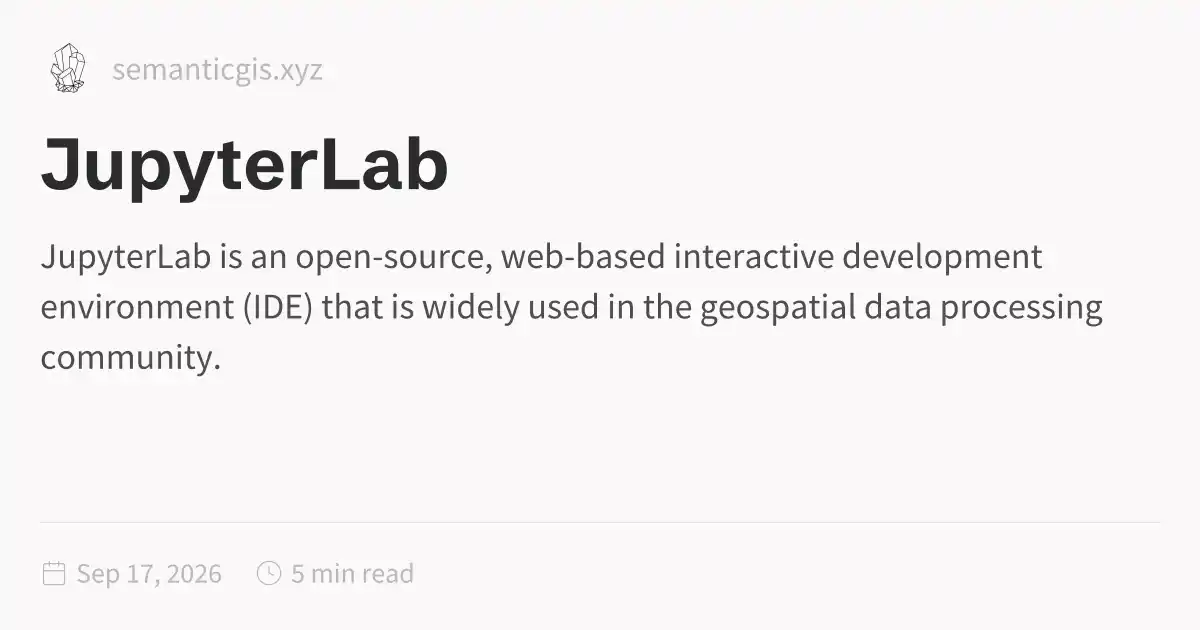 semanticgis.xyz
JupyterLab
JupyterLab is an open-source, web-based interactive development
environment (IDE) that is widely used in the geospatial data processing
community.
Sep 17, 2026 5 min read